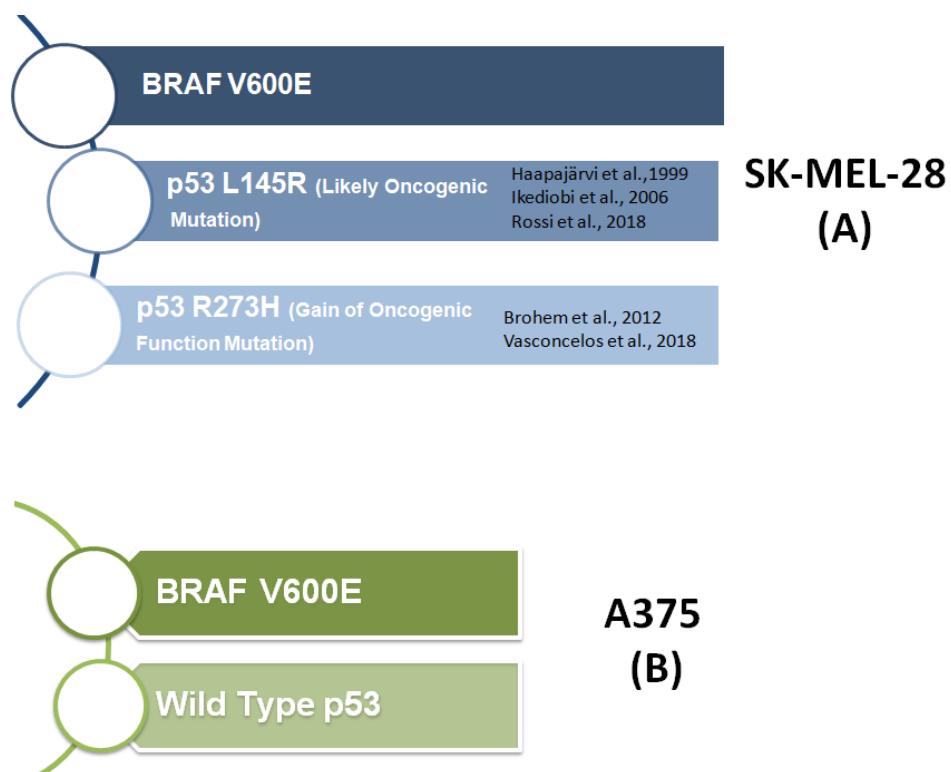 BRAF V600E
p53 L145R (Likely Oncogenic
Mutation)
Haapajärvi et al.,1999
Ikediobi et al., 2006
Rossi et al., 2018
p53 R273H (Gain of Oncogenic
Function Mutation)
Brohem et al., 2012
Vasconcelos et al., 2018
SK-MEL-28
(A)
BRAF V600E
Wild Type p53
A375
(B)